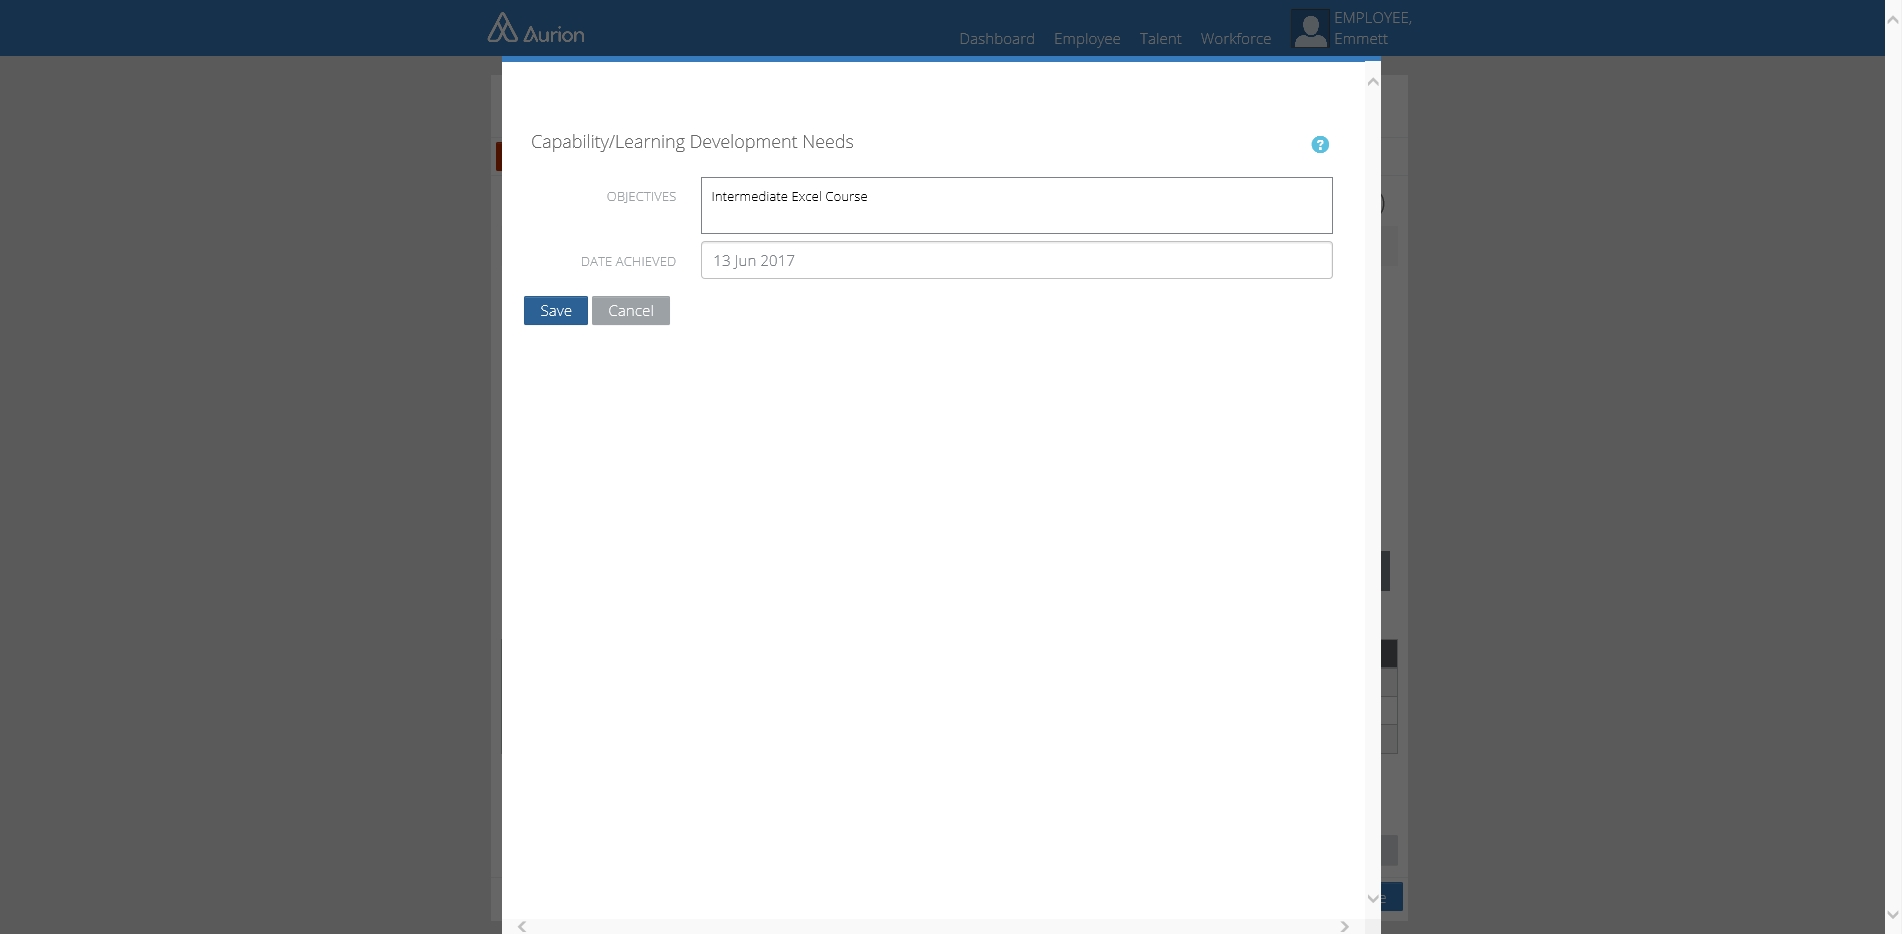 Aurion
Dashboard Employee Talent Workforce
EMPLOYEE,
Emmett
Capability/Learning Development Needs
?
OBJECTIVES
Intermediate Excel Course
DATE ACHIEVED
13 Jun 2017
Save Cancel
e